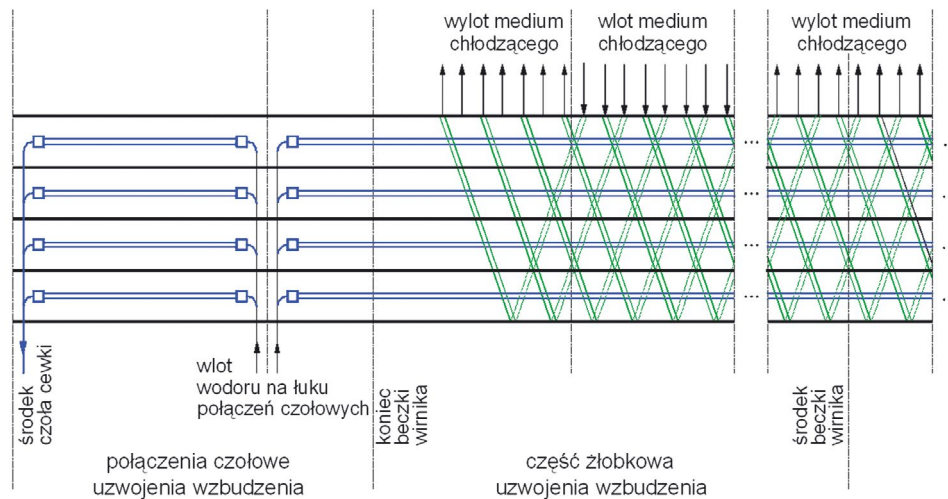 wylot medium
chłodzącego
wlot medium
chłodzącego
wylot medium
chłodzącego
...
...
...
...
...
...
...
...
środek
czoła cewki
wlot
wodoru na łuku
połączeń czołowych
koniec
beczki
wirnika
środek
beczki
wirnika
połączenia czołowe
uzwojenia wzbudzenia
część żłobkowa
uzwojenia wzbudzenia